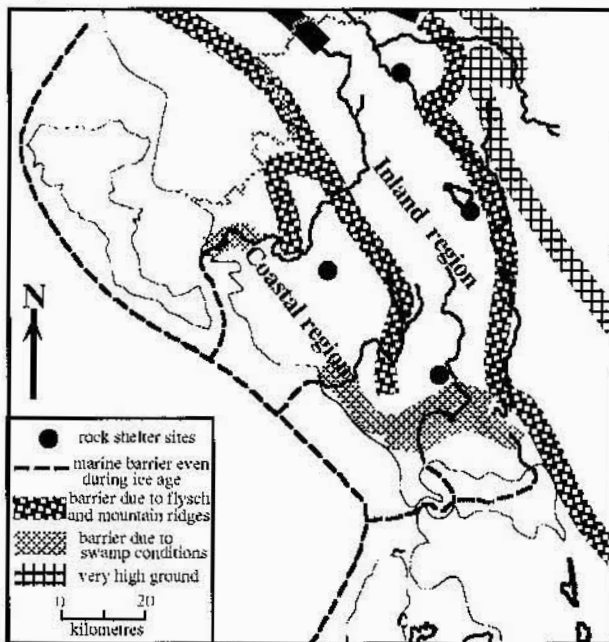 Inland region
Coastal region
N
rock shelter sites
marine barrier even
during ice age
barrier due to flysch
and mountain ridges
barrier due to
swamp conditions
very high ground
0 20
kilometres